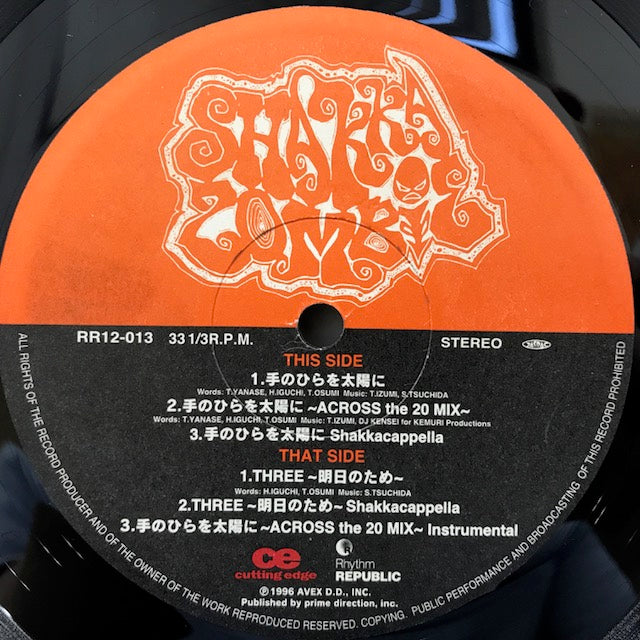 SHAKKA
ZOMBIE
RR12-013 33 1/3R.P.M. STEREO
THIS SIDE
1.手のひらを太陽に
Words: T.YANASE, H.IGUCHI, T.OSUMI Music: T.IZUMI, S.TSUCHIDA
2.手のひらを太陽に ~ACROSS the 20 MIX~
Words: T.YANASE, H.IGUCHI, T.OSUMI Music: T.IZUMI, DJ KENSEI for KEMURI Productions
3.手のひらを太陽に Shakkacappella
THAT SIDE
1.THREE ~明日のため~
Words: H.IGUCHI, T.OSUMI Music: S.TSUCHIDA
2.THREE ~明日のため~ Shakkacappella
3.手のひらを太陽に~ACROSS the 20 MIX~ Instrumental
ce
cutting edge
Rhythm
REPUBLIC
℗ 1996 AVEX D.D., INC.
Published by prime direction, inc.
ALL RIGHTS OF THE RECORD PRODUCER AND OF THE OWNER OF THE WORK REPRODUCED RESERVED. COPYING. PUBLIC PERFORMANCE AND BROADCASTING OF THIS RECORD PROHIBITED